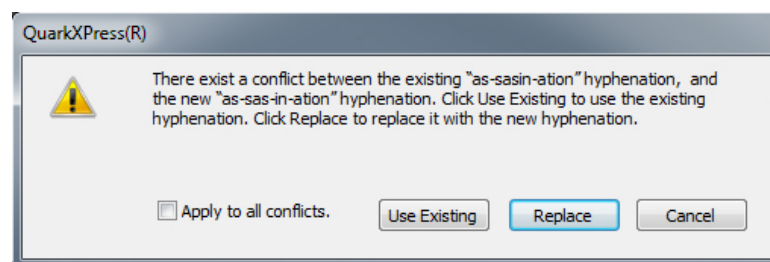 QuarkXPress(R)
There exist a conflict between the existing "as-sasin-ation" hyphenation, and
the new "as-sas-in-ation" hyphenation. Click Use Existing to use the existing
hyphenation. Click Replace to replace it with the new hyphenation.
Apply to all conflicts. Use Existing Replace Cancel